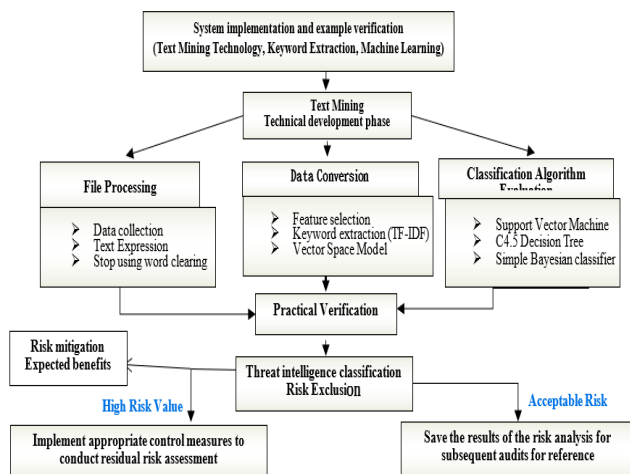 System implementation and example verification
(Text Mining Technology, Keyword Extraction, Machine Learning)
Text Mining
Technical development phase
File Processing
➢ Data collection
➢ Text Expression
➢ Stop using word clearing
Data Conversion
➢ Feature selection
➢ Keyword extraction (TF-IDF)
➢ Vector Space Model
Classification Algorithm
Evaluation
➢ Support Vector Machine
➢ C4.5 Decision Tree
➢ Simple Bayesian classifier
Practical Verification
Risk mitigation
Expected benefits
Threat intelligence classification
Risk Exclusion
High Risk Value
Acceptable Risk
Implement appropriate control measures to
conduct residual risk assessment
Save the results of the risk analysis for
subsequent audits for reference